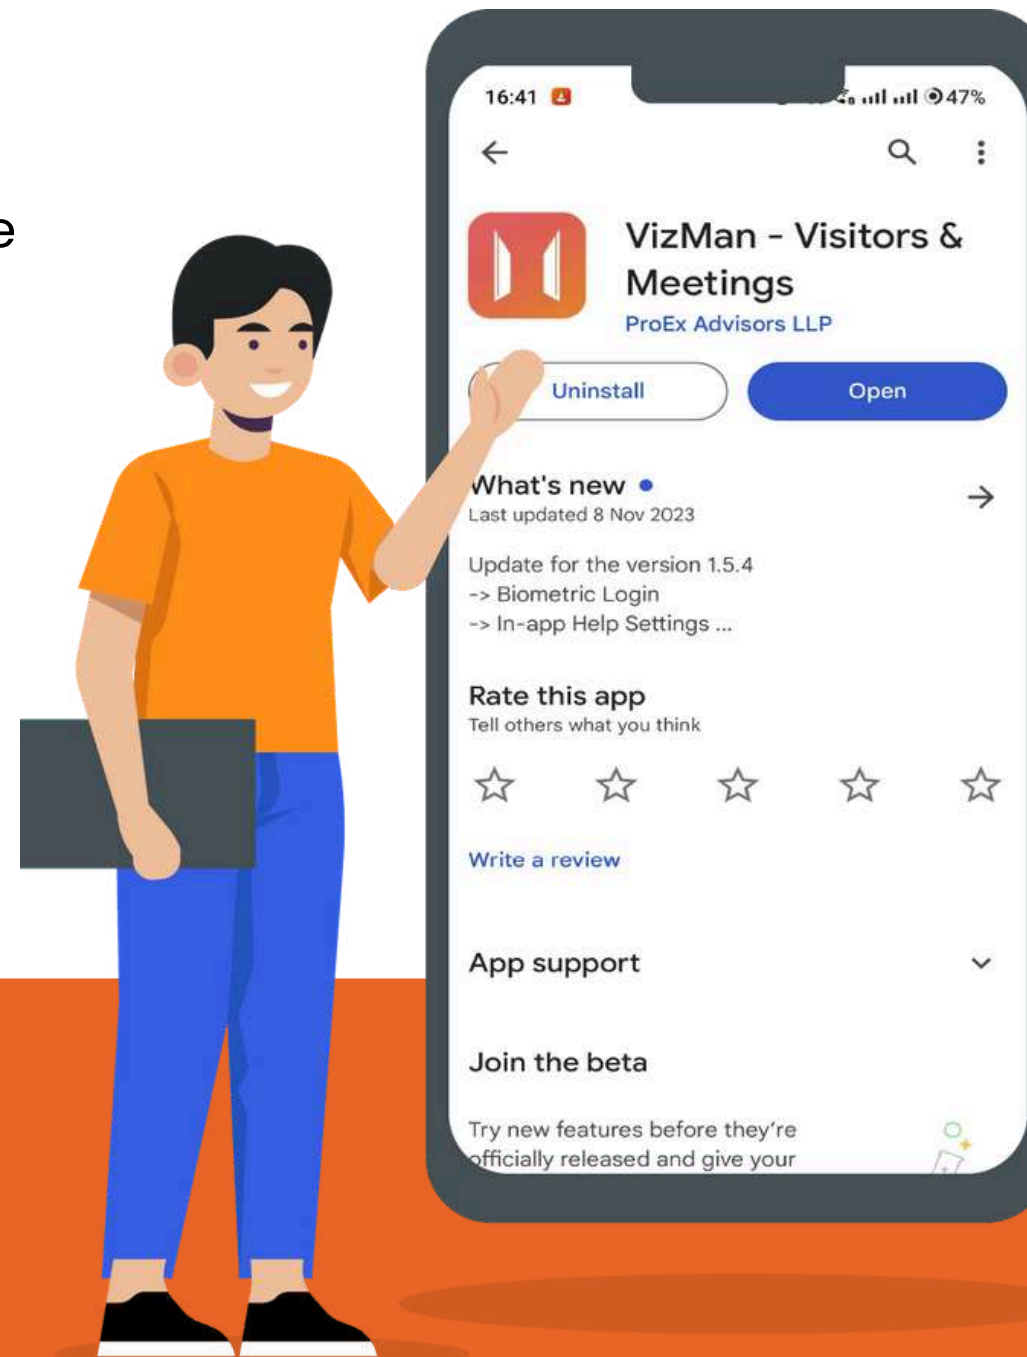 e
16:41
47%
VizMan - Visitors &
Meetings
ProEx Advisors LLP
Uninstall
Open
What's new
Last updated 8 Nov 2023
Update for the version 1.5.4
-> Biometric Login
-> In-app Help Settings ...
Rate this app
Tell others what you think
Write a review
App support
Join the beta
Try new features before they're
officially released and give your